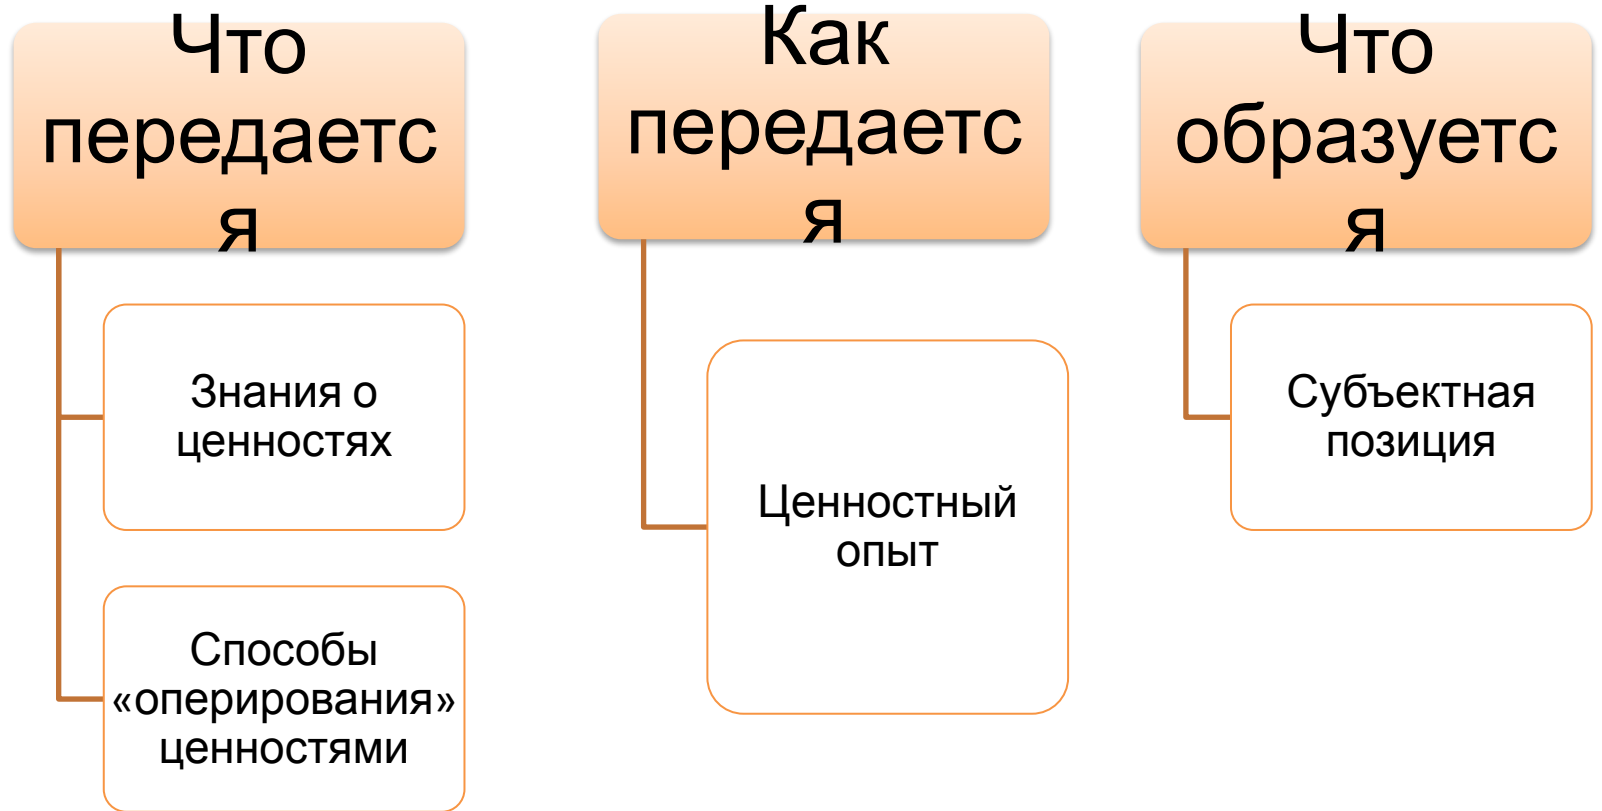 Что
передаетс
я
Знания о
ценностях
Способы
«оперирования»
ценностями
Как
передаетс
я
Ценностный
опыт
Что
образуетс
я
Субъектная
позиция